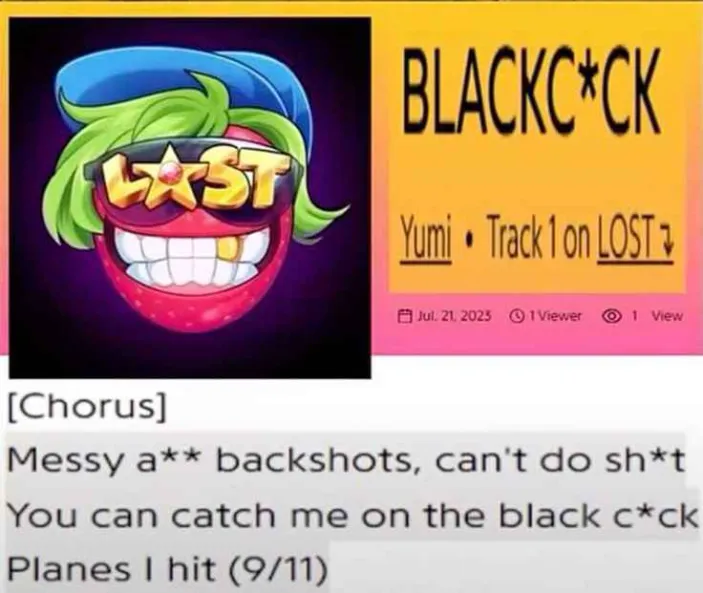 LOST
BLACKC*CK
Yumi • Track 1 on LOST
Jul. 21, 2023 1 Viewer 1 View
[Chorus]
Messy a** backshots, can't do sh*t
You can catch me on the black c*ck
Planes I hit (9/11)